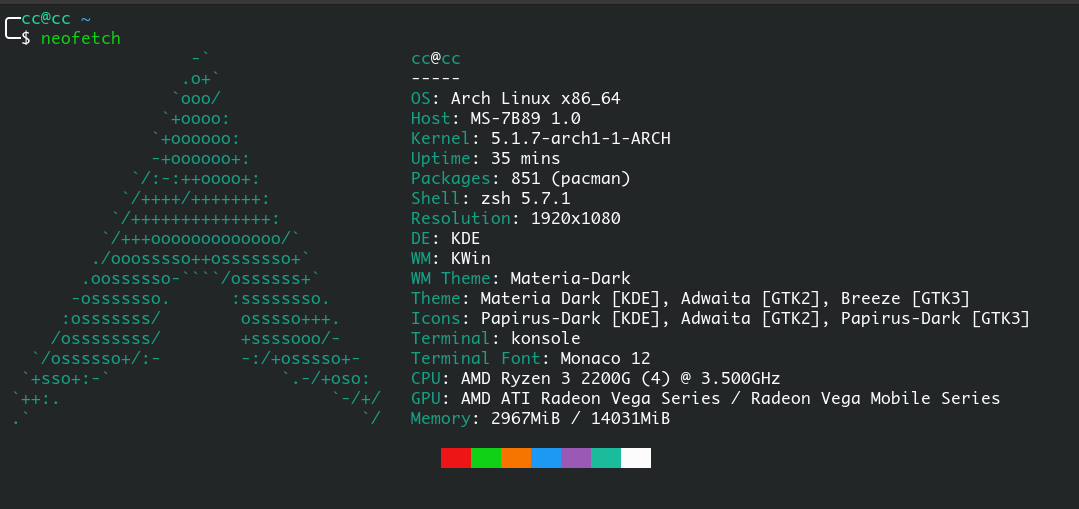 cc@cc ~
$ neofetch
-`
.o+`
`ooo/
`+oooo:
`+oooooo:
-+oooooo+:
`/:-:++oooo+:
`/++++/+++++++:
`/++++++++++++++:
`/+++ooooooooooooo/`
./ooosssso++osssssso+`
.oossssso-````/ossssss+`
-osssssso.      :ssssssso.
:osssssss/        osssso+++.
/ossssssss/        +ssssooo/-
`/ossssso+/:-        -:/+osssso+-
`+sso+:-`                 `.-/+oso:
`++:.                           `-/+/
.`                                 `/
cc@cc
-----
OS: Arch Linux x86_64
Host: MS-7B89 1.0
Kernel: 5.1.7-arch1-1-ARCH
Uptime: 35 mins
Packages: 851 (pacman)
Shell: zsh 5.7.1
Resolution: 1920x1080
DE: KDE
WM: KWin
WM Theme: Materia-Dark
Theme: Materia Dark [KDE], Adwaita [GTK2], Breeze [GTK3]
Icons: Papirus-Dark [KDE], Adwaita [GTK2], Papirus-Dark [GTK3]
Terminal: konsole
Terminal Font: Monaco 12
CPU: AMD Ryzen 3 2200G (4) @ 3.500GHz
GPU: AMD ATI Radeon Vega Series / Radeon Vega Mobile Series
Memory: 2967MiB / 14031MiB